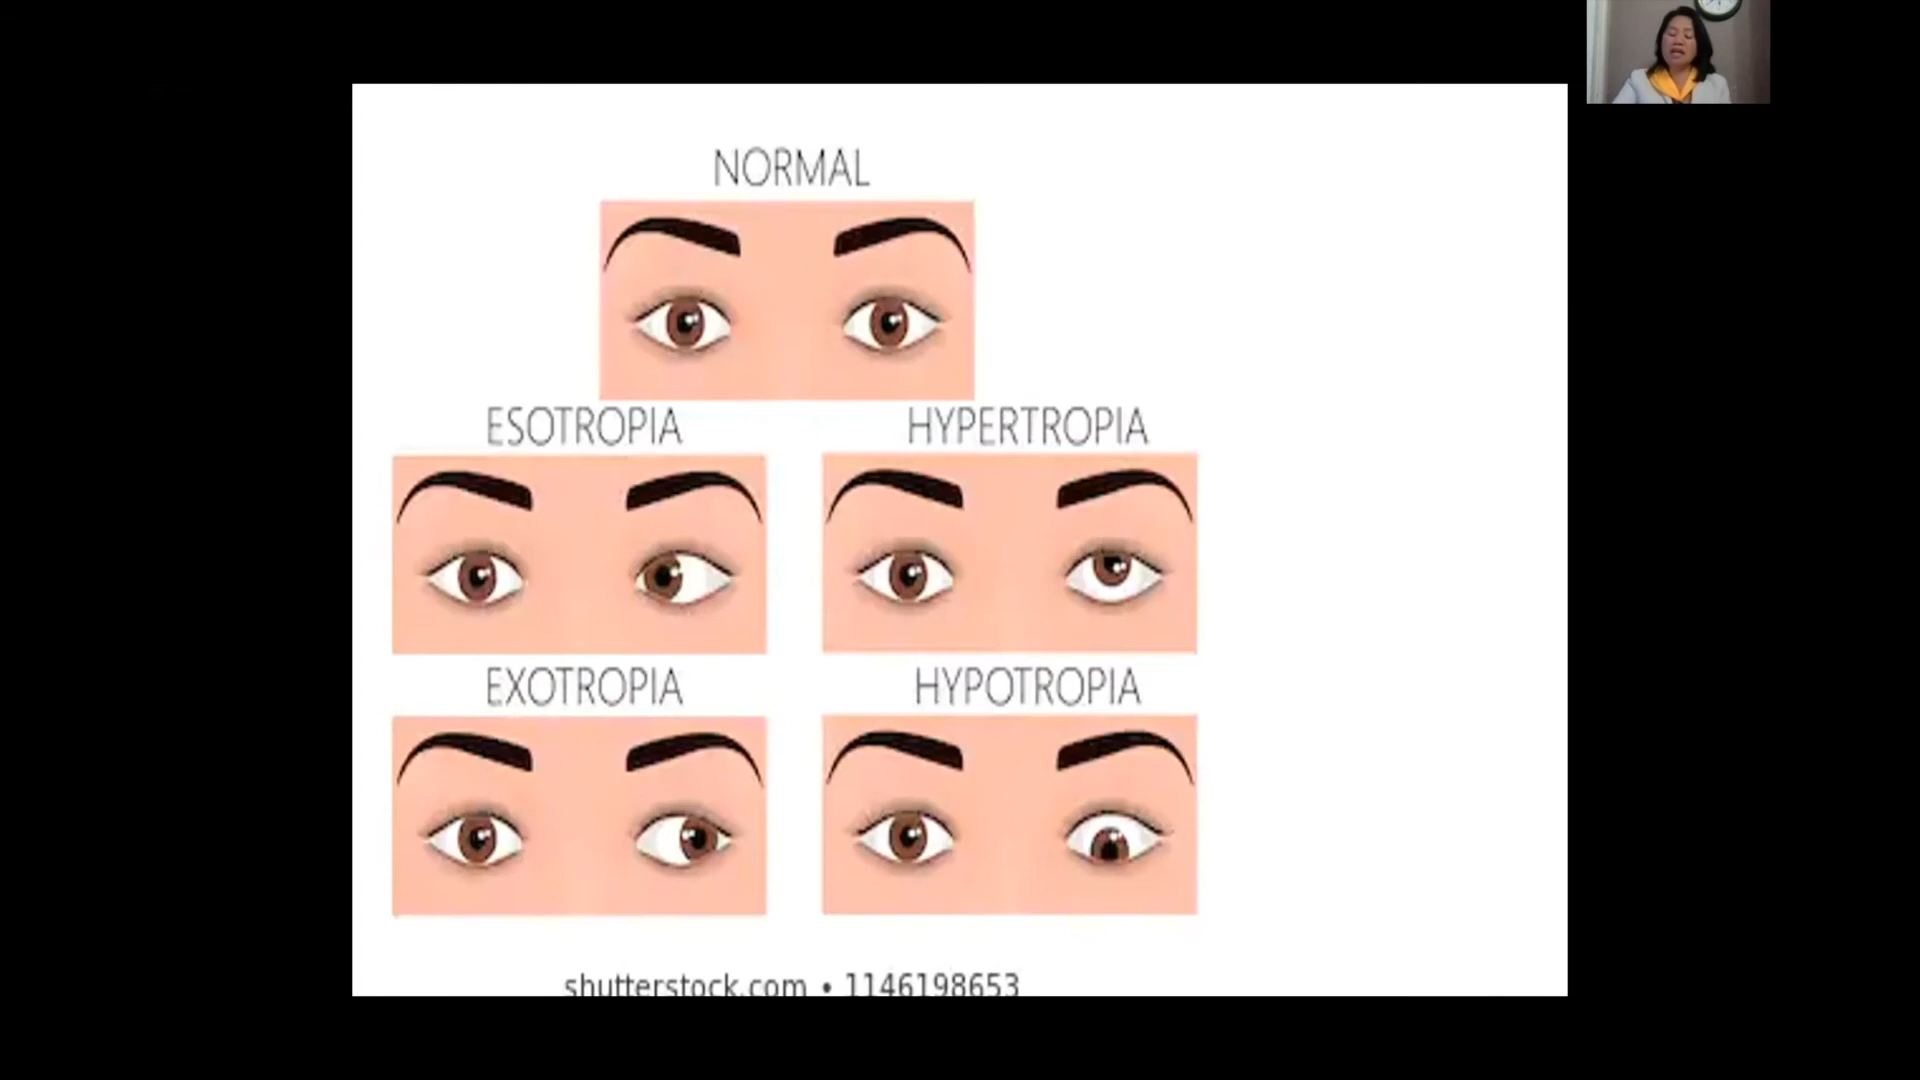 NORMAL
ESOTROPIA
HYPERTROPIA
EXOTROPIA
HYPOTROPIA
shutterstock.com • 1146198653